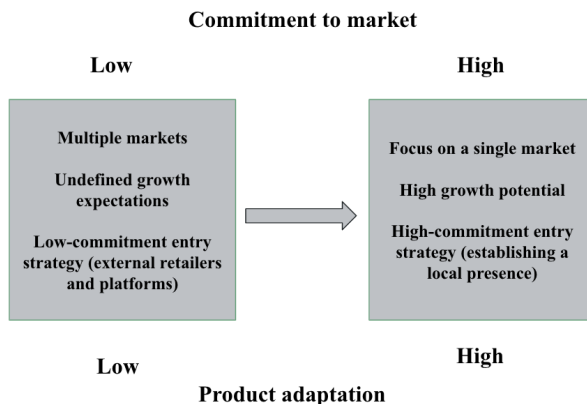 Commitment to market
Low
High
Multiple markets
Undefined growth
expectations
Low-commitment entry
strategy (external retailers
and platforms)
Focus on a single market
High growth potential
High-commitment entry
strategy (establishing a
local presence)
Low
High
Product adaptation